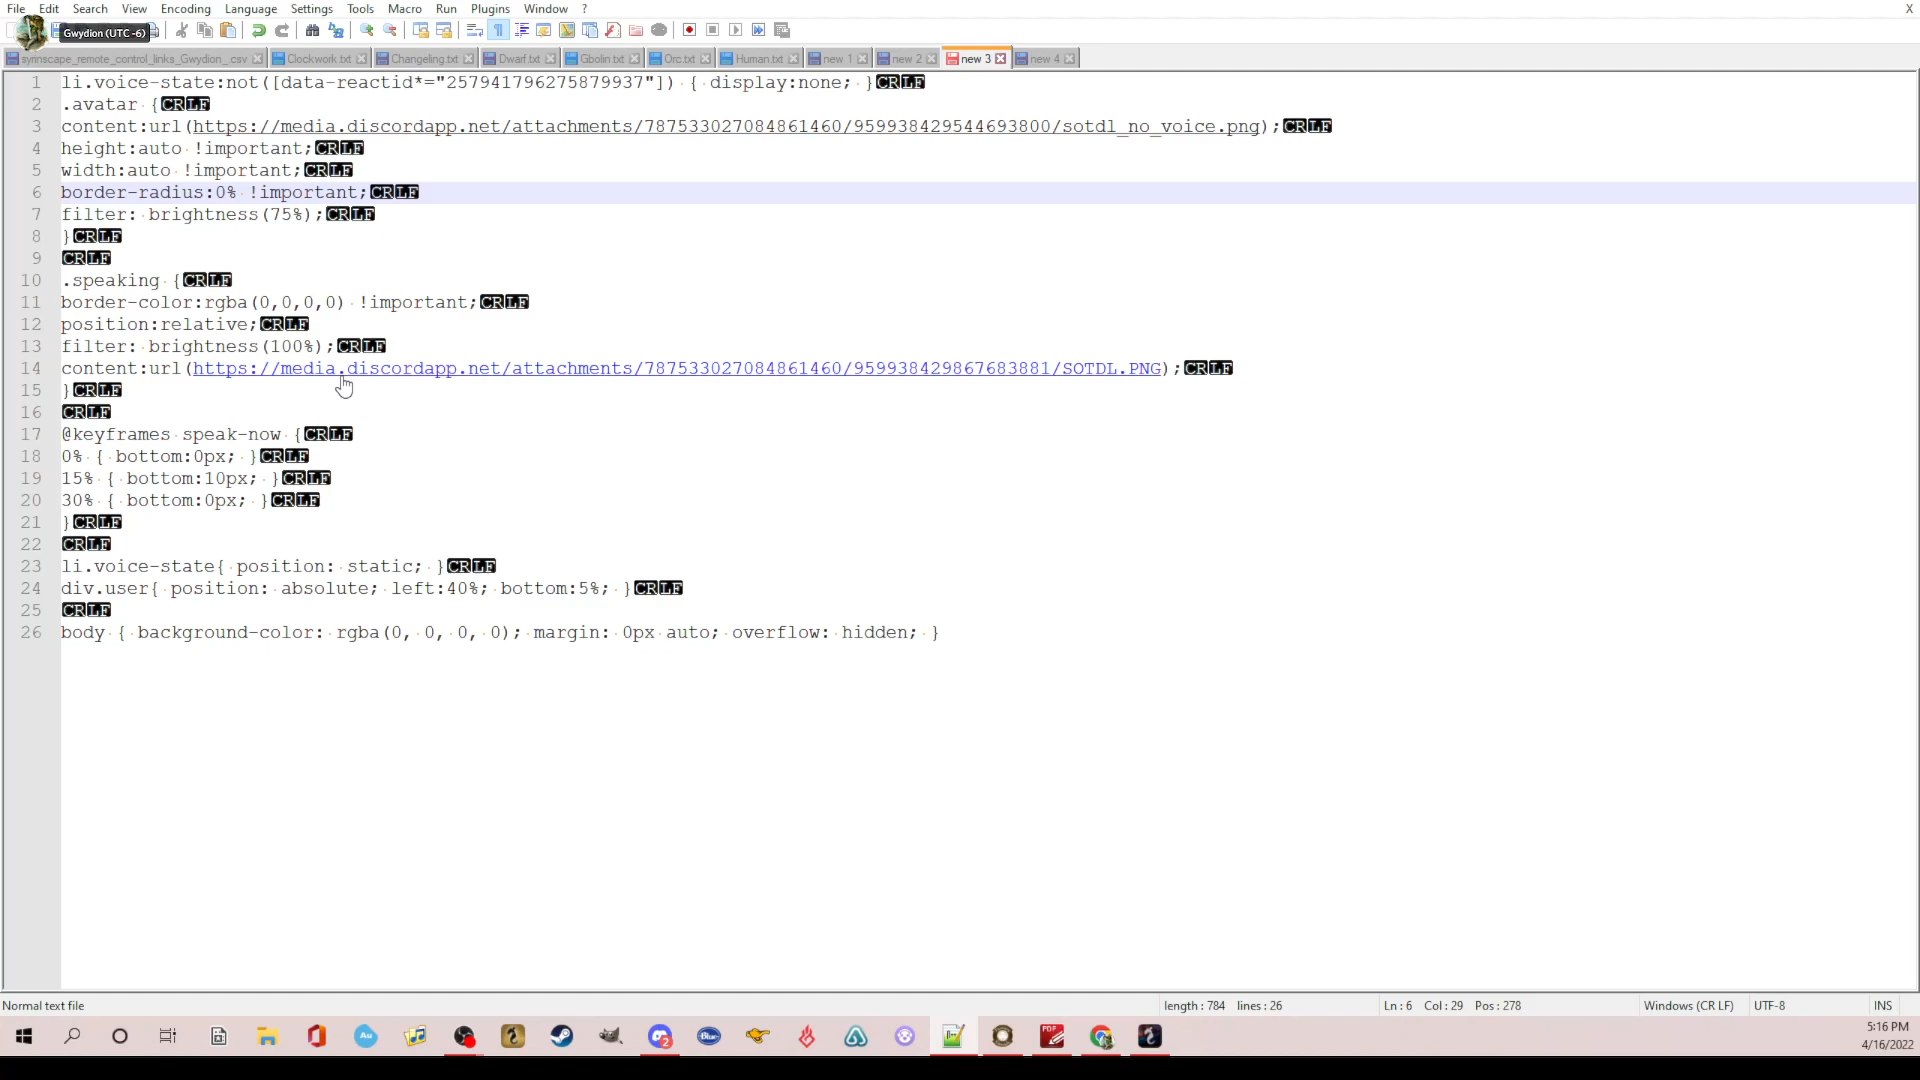 File Edit Search View Encoding Language Settings Tools Macro Run Plugins Window ? X
Gwydion (UTC -6)
syrinscape_remote_control_links_Gwydion_.csv Clockwork.txt Changeling.txt Dwarf.txt Gbolin.txt Orc.txt Human.txt new 1 new 2 new 3 new 4
1 li.voice-state:not([data-reactid*="257941796275879937"]) { display:none; }CRLF
2 .avatar {CRLF
3 content:url(https://media.discordapp.net/attachments/787533027084861460/959938429544693800/sotdl_no_voice.png);CRLF
4 height:auto !important;CRLF
5 width:auto !important;CRLF
6 border-radius:0% !important;CRLF
7 filter: brightness(75%);CRLF
8 }CRLF
9 CRLF
10 .speaking {CRLF
11 border-color:rgba(0,0,0,0) !important;CRLF
12 position:relative;CRLF
13 filter: brightness(100%);CRLF
14 content:url(https://media.discordapp.net/attachments/787533027084861460/959938429867683881/SOTDL.PNG);CRLF
15 }CRLF
16 CRLF
17 @keyframes speak-now {CRLF
18 0% { bottom:0px; }CRLF
19 15% { bottom:10px; }CRLF
20 30% { bottom:0px; }CRLF
21 }CRLF
22 CRLF
23 li.voice-state{ position: static; }CRLF
24 div.user{ position: absolute; left:40%; bottom:5%; }CRLF
25 CRLF
26 body { background-color: rgba(0, 0, 0, 0); margin: 0px auto; overflow: hidden; }
Normal text file length : 784 lines : 26 Ln : 6 Col : 29 Pos : 278 Windows (CR LF) UTF-8 INS
Au 2 Blue PDF
5:16 PM
4/16/2022